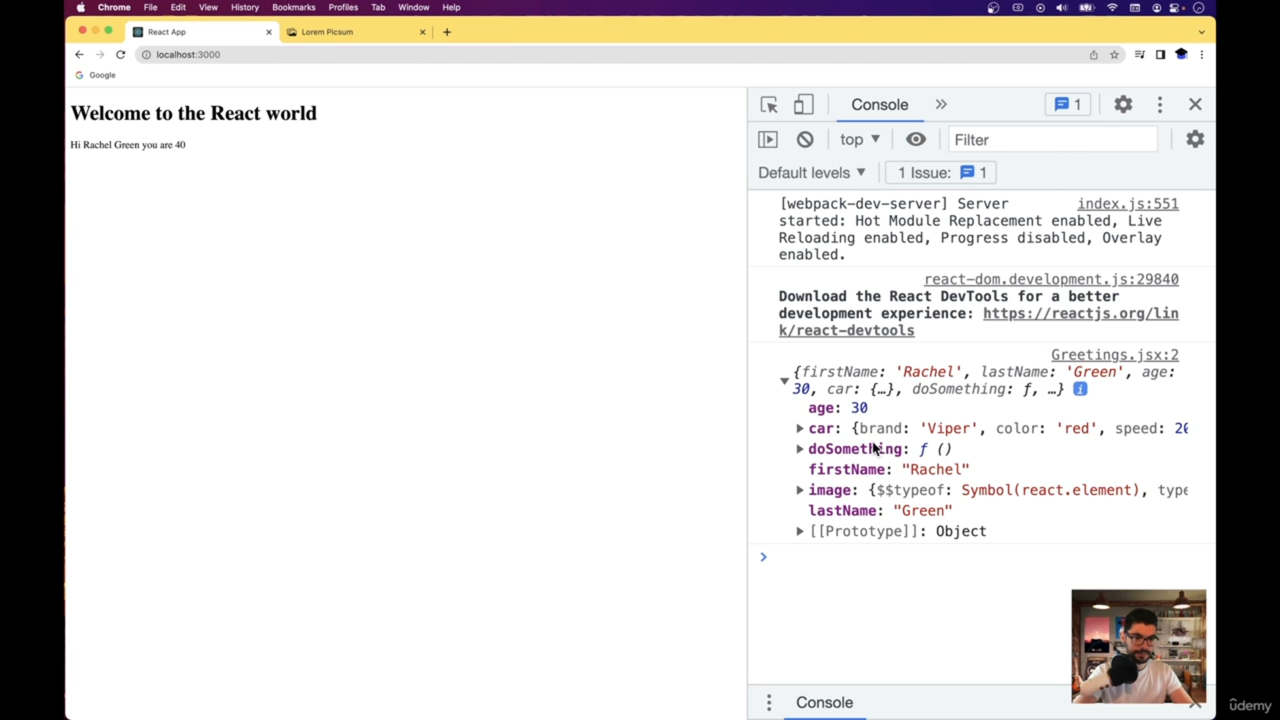 Chrome File Edit View History Bookmarks Profiles Tab Window Help
React App
Lorem Picsum
localhost:3000
Google
Welcome to the React world
Hi Rachel Green you are 40
Console
1
top
Filter
Default levels
1 Issue: 1
[webpack-dev-server] Server index.js:551
started: Hot Module Replacement enabled, Live
Reloading enabled, Progress disabled, Overlay
enabled.
react-dom.development.js:29840
Download the React DevTools for a better
development experience: https://reactjs.org/lin
k/react-devtools
Greetings.jsx:2
{firstName: 'Rachel', lastName: 'Green', age:
30, car: {…}, doSomething: ƒ, …} i
age: 30
car: {brand: 'Viper', color: 'red', speed: 20
doSomething: ƒ ()
firstName: "Rachel"
image: {$$typeof: Symbol(react.element), type
lastName: "Green"
[[Prototype]]: Object
Console
ûdemy